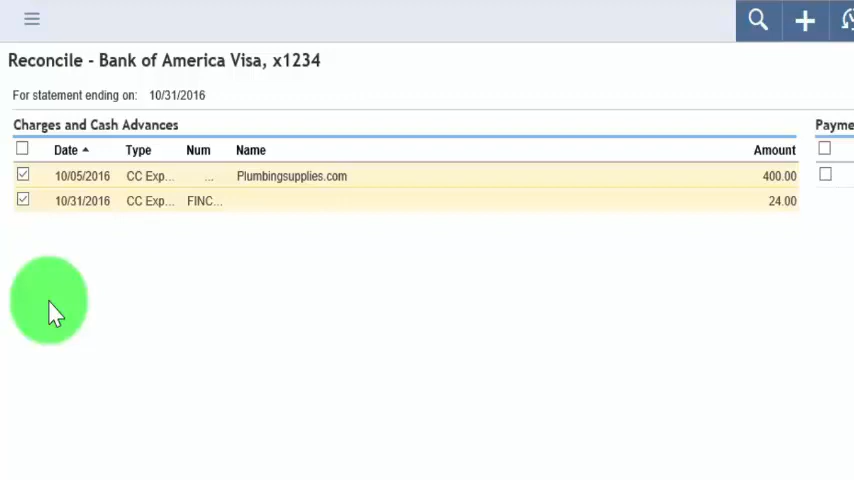 Reconcile - Bank of America Visa, x1234
For statement ending on: 10/31/2016
Charges and Cash Advances Payme
Date Type Num Name Amount
10/05/2016 CC Exp... ... Plumbingsupplies.com 400.00
10/31/2016 CC Exp... FINC... 24.00